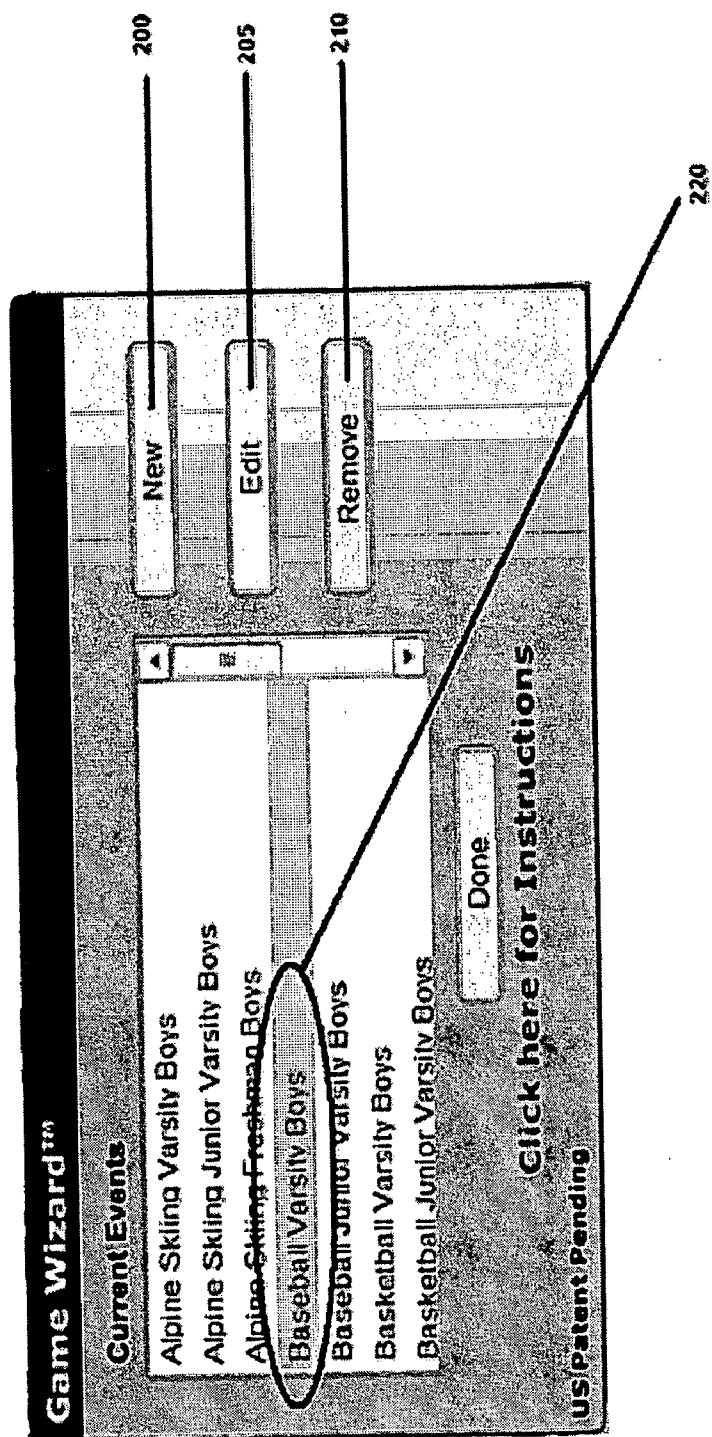 Game Wizard™
Current Events
Alpine Skiing Varsity Boys
Alpine Skiing Junior Varsity Boys
Alpine Skiing Freshman Boys
Baseball Varsity Boys
Baseball Junior Varsity Boys
Basketball Varsity Boys
Basketball Junior Varsity Boys
New
Edit
Remove
Done
Click here for Instructions
US Patent Pending
200
205
210
220